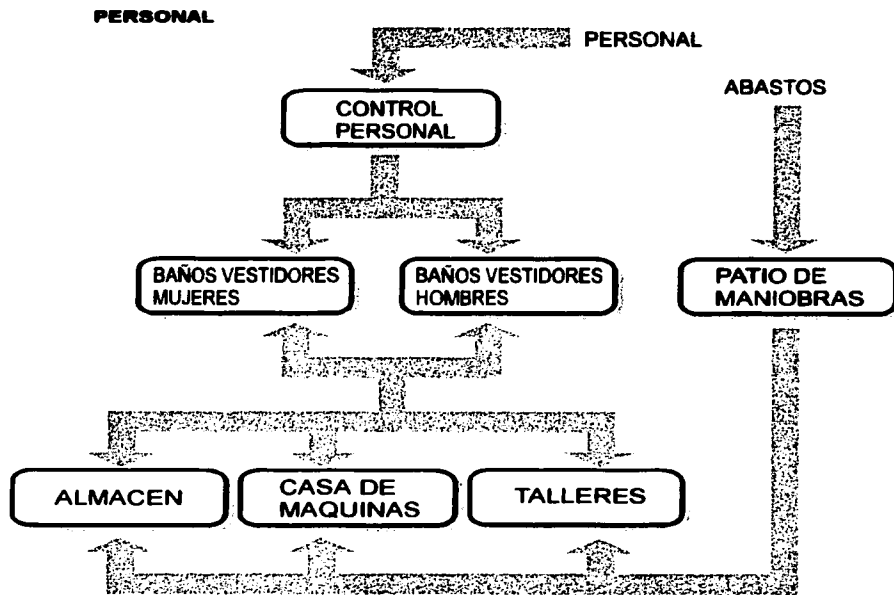 PERSONAL
PERSONAL
ABASTOS
CONTROL
PERSONAL
BAÑOS VESTIDORES
MUJERES
BAÑOS VESTIDORES
HOMBRES
PATIO DE
MANIOBRAS
ALMACEN
CASA DE
MAQUINAS
TALLERES